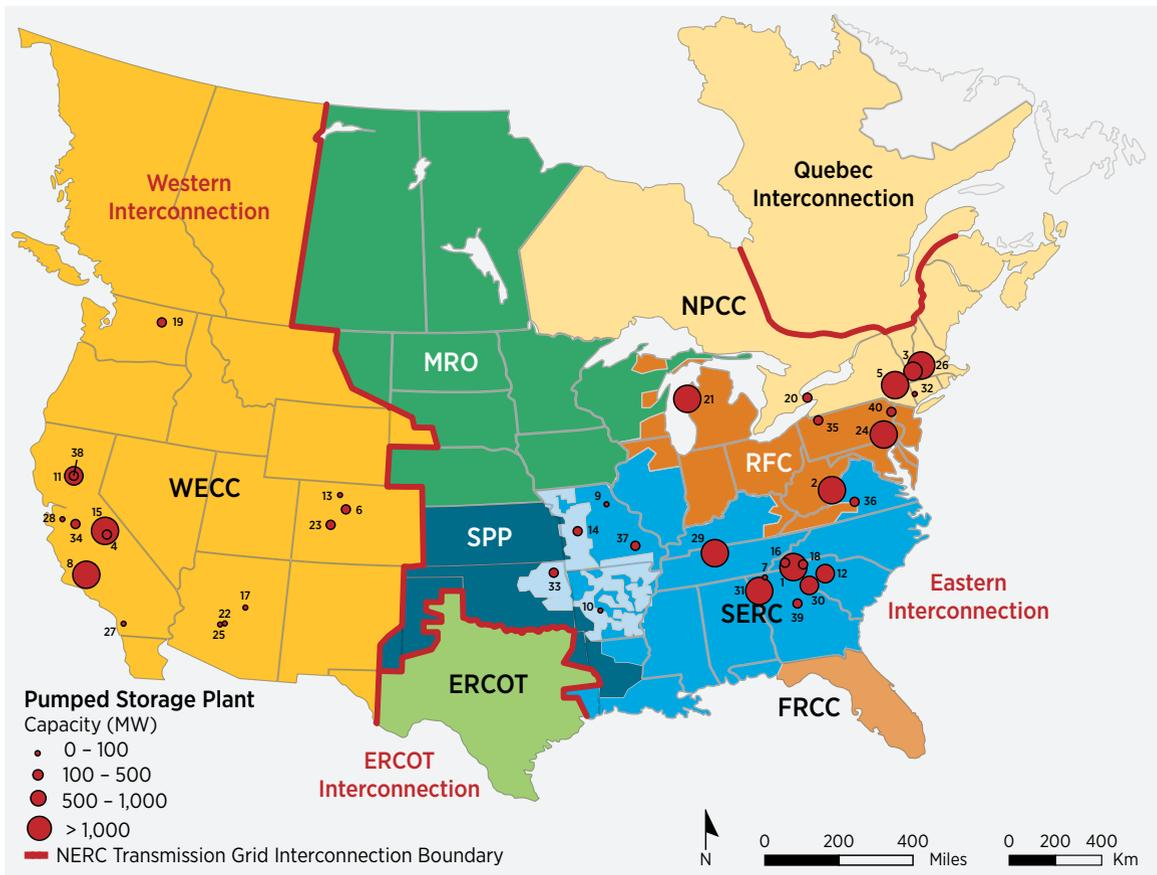 Quebec
Interconnection
Western
Interconnection
NPCC
19
MRO
3
26
5
32
21
20
40
35
24
38
11
RFC
WECC
2
13
9
36
6
28
15
23
SPP
14
34
4
37
29
8
16
18
7
33
1
12
31
17
10
30
22
SERC
39
27
25
Eastern
Interconnection
ERCOT
FRCC
Pumped Storage Plant
Capacity (MW)
0 – 100
100 – 500
500 – 1,000
> 1,000
NERC Transmission Grid Interconnection Boundary
ERCOT
Interconnection
N
0 200 400
Miles
0 200 400
Km